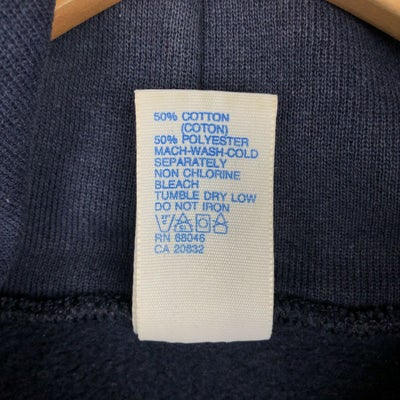 50% COTTON
(COTON)
50% POLYESTER
MACH-WASH-COLD
SEPARATELY
NON CHLORINE
BLEACH
TUMBLE DRY LOW
DO NOT IRON
RN 68046
CA 20832